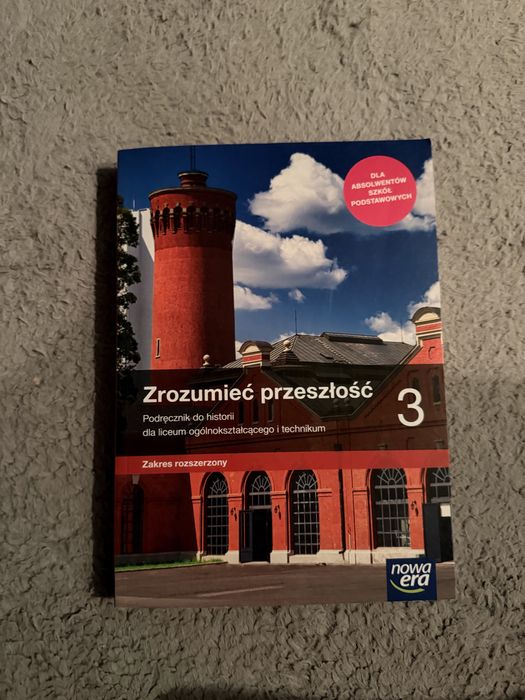 DLA
ABSOLWENTÓW
SZKÓŁ
PODSTAWOWYCH
Zrozumieć przeszłość
Podręcznik do historii
dla liceum ogólnokształcącego i technikum
3
Zakres rozszerzony
nowa
era